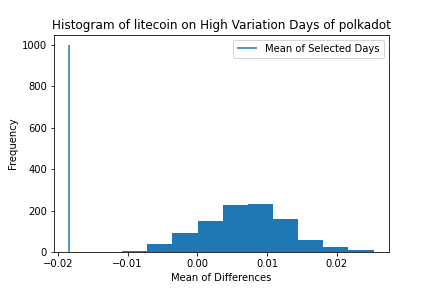 Histogram of litecoin on High Variation Days of polkadot
Mean of Selected Days
1000
800
600
400
200
0
Frequency
−0.02 −0.01 0.00 0.01 0.02
Mean of Differences